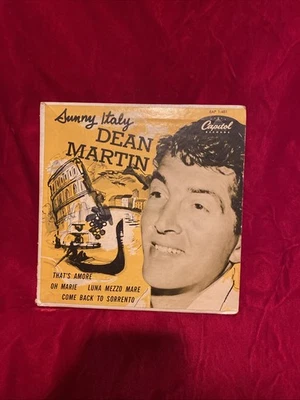 Sunny Italy
DEAN
MARTIN
Capitol
RECORDS
THAT'S AMORE
OH MARIE LUNA MEZZO MARE
COME BACK TO SORRENTO